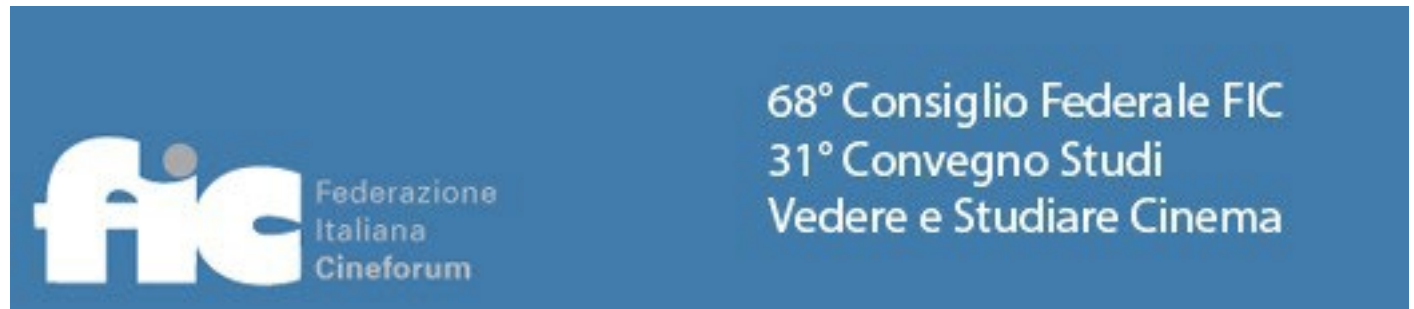 fic
Federazione
Italiana
Cineforum
68° Consiglio Federale FIC
31° Convegno Studi
Vedere e Studiare Cinema